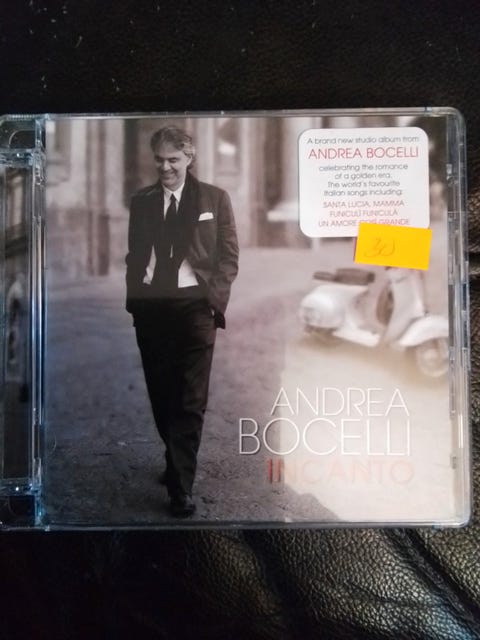 A brand new studio album from
ANDREA BOCELLI
celebrating the romance
of a golden era.
The world's favourite
Italian songs including:
SANTA LUCIA, MAMMA
FUNICULÌ FUNICULÀ
UN AMORE COSÌ GRANDE
30
ANDREA
BOCELLI
INCANTO